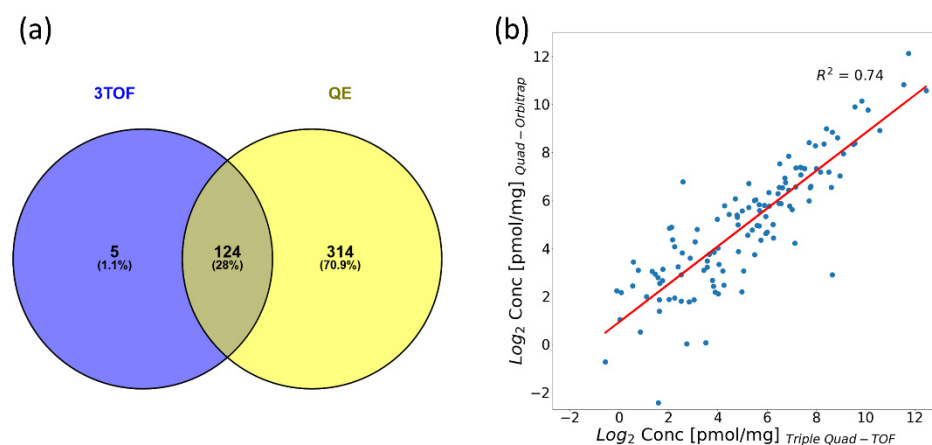 (a)
3TOF
QE
5
(1.1%)
124
(28%)
314
(70.9%)
(b)
R² = 0.74
12
10
8
6
4
2
0
−2
Log₂ Conc [pmol/mg] Quad−Orbitrap
−2 0 2 4 6 8 10 12
Log₂ Conc [pmol/mg] Triple Quad−TOF